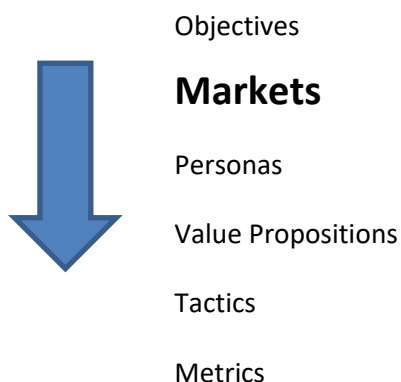 Objectives
Markets
Personas
Value Propositions
Tactics
Metrics